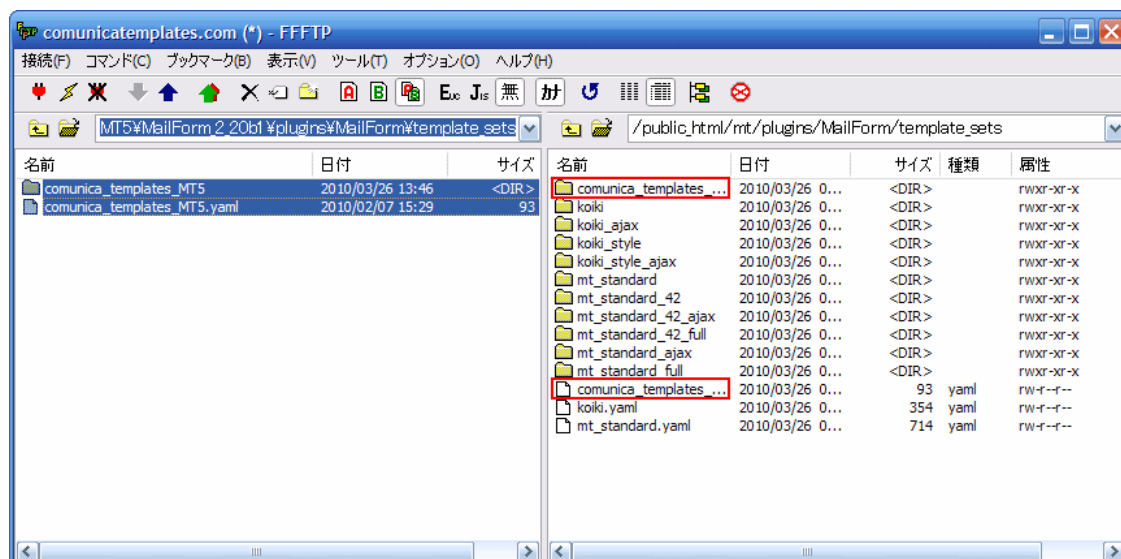 comunicatemplates.com (*) - FFFTP
接続(F) コマンド(C) ブックマーク(B) 表示(V) ツール(T) オプション(O) ヘルプ(H)
A B Euc JIS 無 ｶﾅ
MT5¥MailForm_2_20b1¥plugins¥MailForm¥template_sets
/public_html/mt/plugins/MailForm/template_sets
名前 日付 サイズ
comunica_templates_MT5 2010/03/26 13:46 <DIR>
comunica_templates_MT5.yaml 2010/02/07 15:29 93
名前 日付 サイズ 種類 属性
comunica_templates_... 2010/03/26 0... <DIR> rwxr-xr-x
koiki 2010/03/26 0... <DIR> rwxr-xr-x
koiki_ajax 2010/03/26 0... <DIR> rwxr-xr-x
koiki_style 2010/03/26 0... <DIR> rwxr-xr-x
koiki_style_ajax 2010/03/26 0... <DIR> rwxr-xr-x
mt_standard 2010/03/26 0... <DIR> rwxr-xr-x
mt_standard_42 2010/03/26 0... <DIR> rwxr-xr-x
mt_standard_42_ajax 2010/03/26 0... <DIR> rwxr-xr-x
mt_standard_42_full 2010/03/26 0... <DIR> rwxr-xr-x
mt_standard_ajax 2010/03/26 0... <DIR> rwxr-xr-x
mt_standard_full 2010/03/26 0... <DIR> rwxr-xr-x
comunica_templates_... 2010/03/26 0... 93 yaml rw-r--r--
koiki.yaml 2010/03/26 0... 354 yaml rw-r--r--
mt_standard.yaml 2010/03/26 0... 714 yaml rw-r--r--